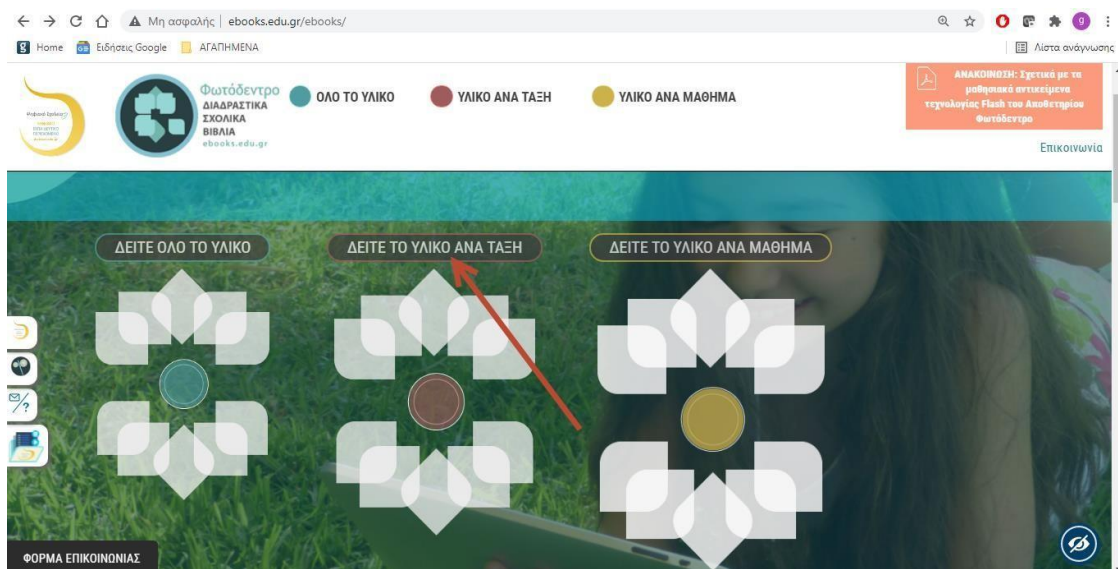 Μη ασφαλής | ebooks.edu.gr/ebooks/
g
Home
Ειδήσεις Google
ΑΓΑΠΗΜΕΝΑ
Λίστα ανάγνωσης
Φωτόδεντρο
ΔΙΑΔΡΑΣΤΙΚΑ
ΣΧΟΛΙΚΑ
ΒΙΒΛΙΑ
ebooks.edu.gr
ΟΛΟ ΤΟ ΥΛΙΚΟ
ΥΛΙΚΟ ΑΝΑ ΤΑΞΗ
ΥΛΙΚΟ ΑΝΑ ΜΑΘΗΜΑ
ΑΝΑΚΟΙΝΩΣΗ: Σχετικά με τα
μαθησιακά αντικείμενα
τεχνολογίας Flash του Αποθετηρίου
Φωτόδεντρο
Επικοινωνία
ΔΕΙΤΕ ΟΛΟ ΤΟ ΥΛΙΚΟ
ΔΕΙΤΕ ΤΟ ΥΛΙΚΟ ΑΝΑ ΤΑΞΗ
ΔΕΙΤΕ ΤΟ ΥΛΙΚΟ ΑΝΑ ΜΑΘΗΜΑ
ΦΟΡΜΑ ΕΠΙΚΟΙΝΩΝΙΑΣ